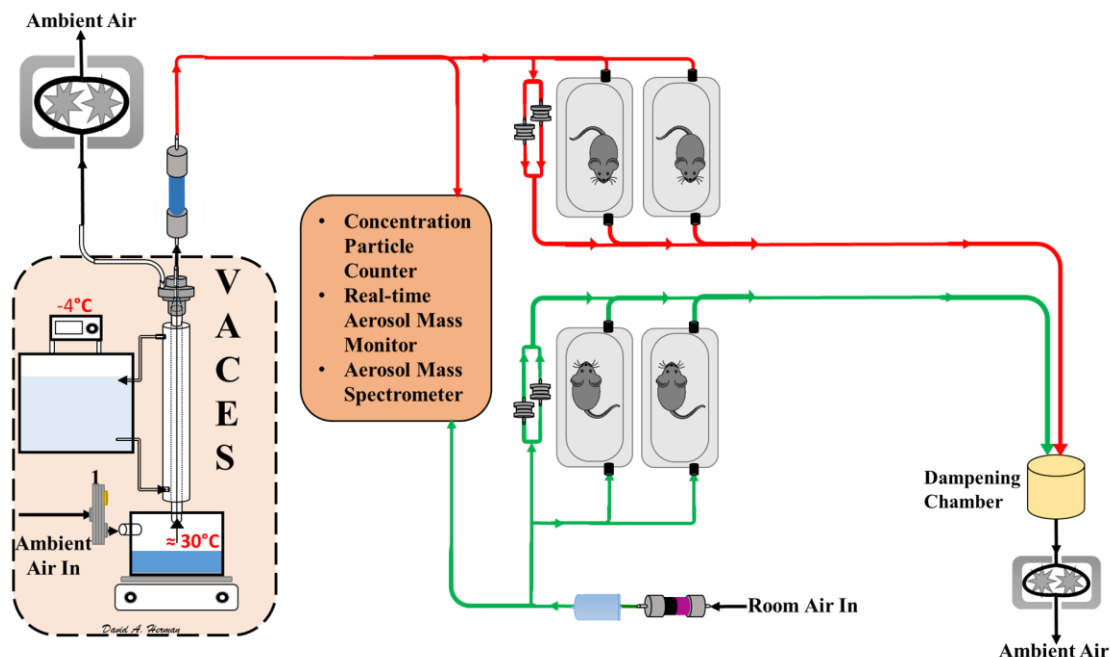 Ambient Air
V
A
C
E
S
-4°C
1
Ambient
Air In
≈ 30°C
David A. Herman
• Concentration
Particle
Counter
• Real-time
Aerosol Mass
Monitor
• Aerosol Mass
Spectrometer
Room Air In
Dampening
Chamber
Ambient Air